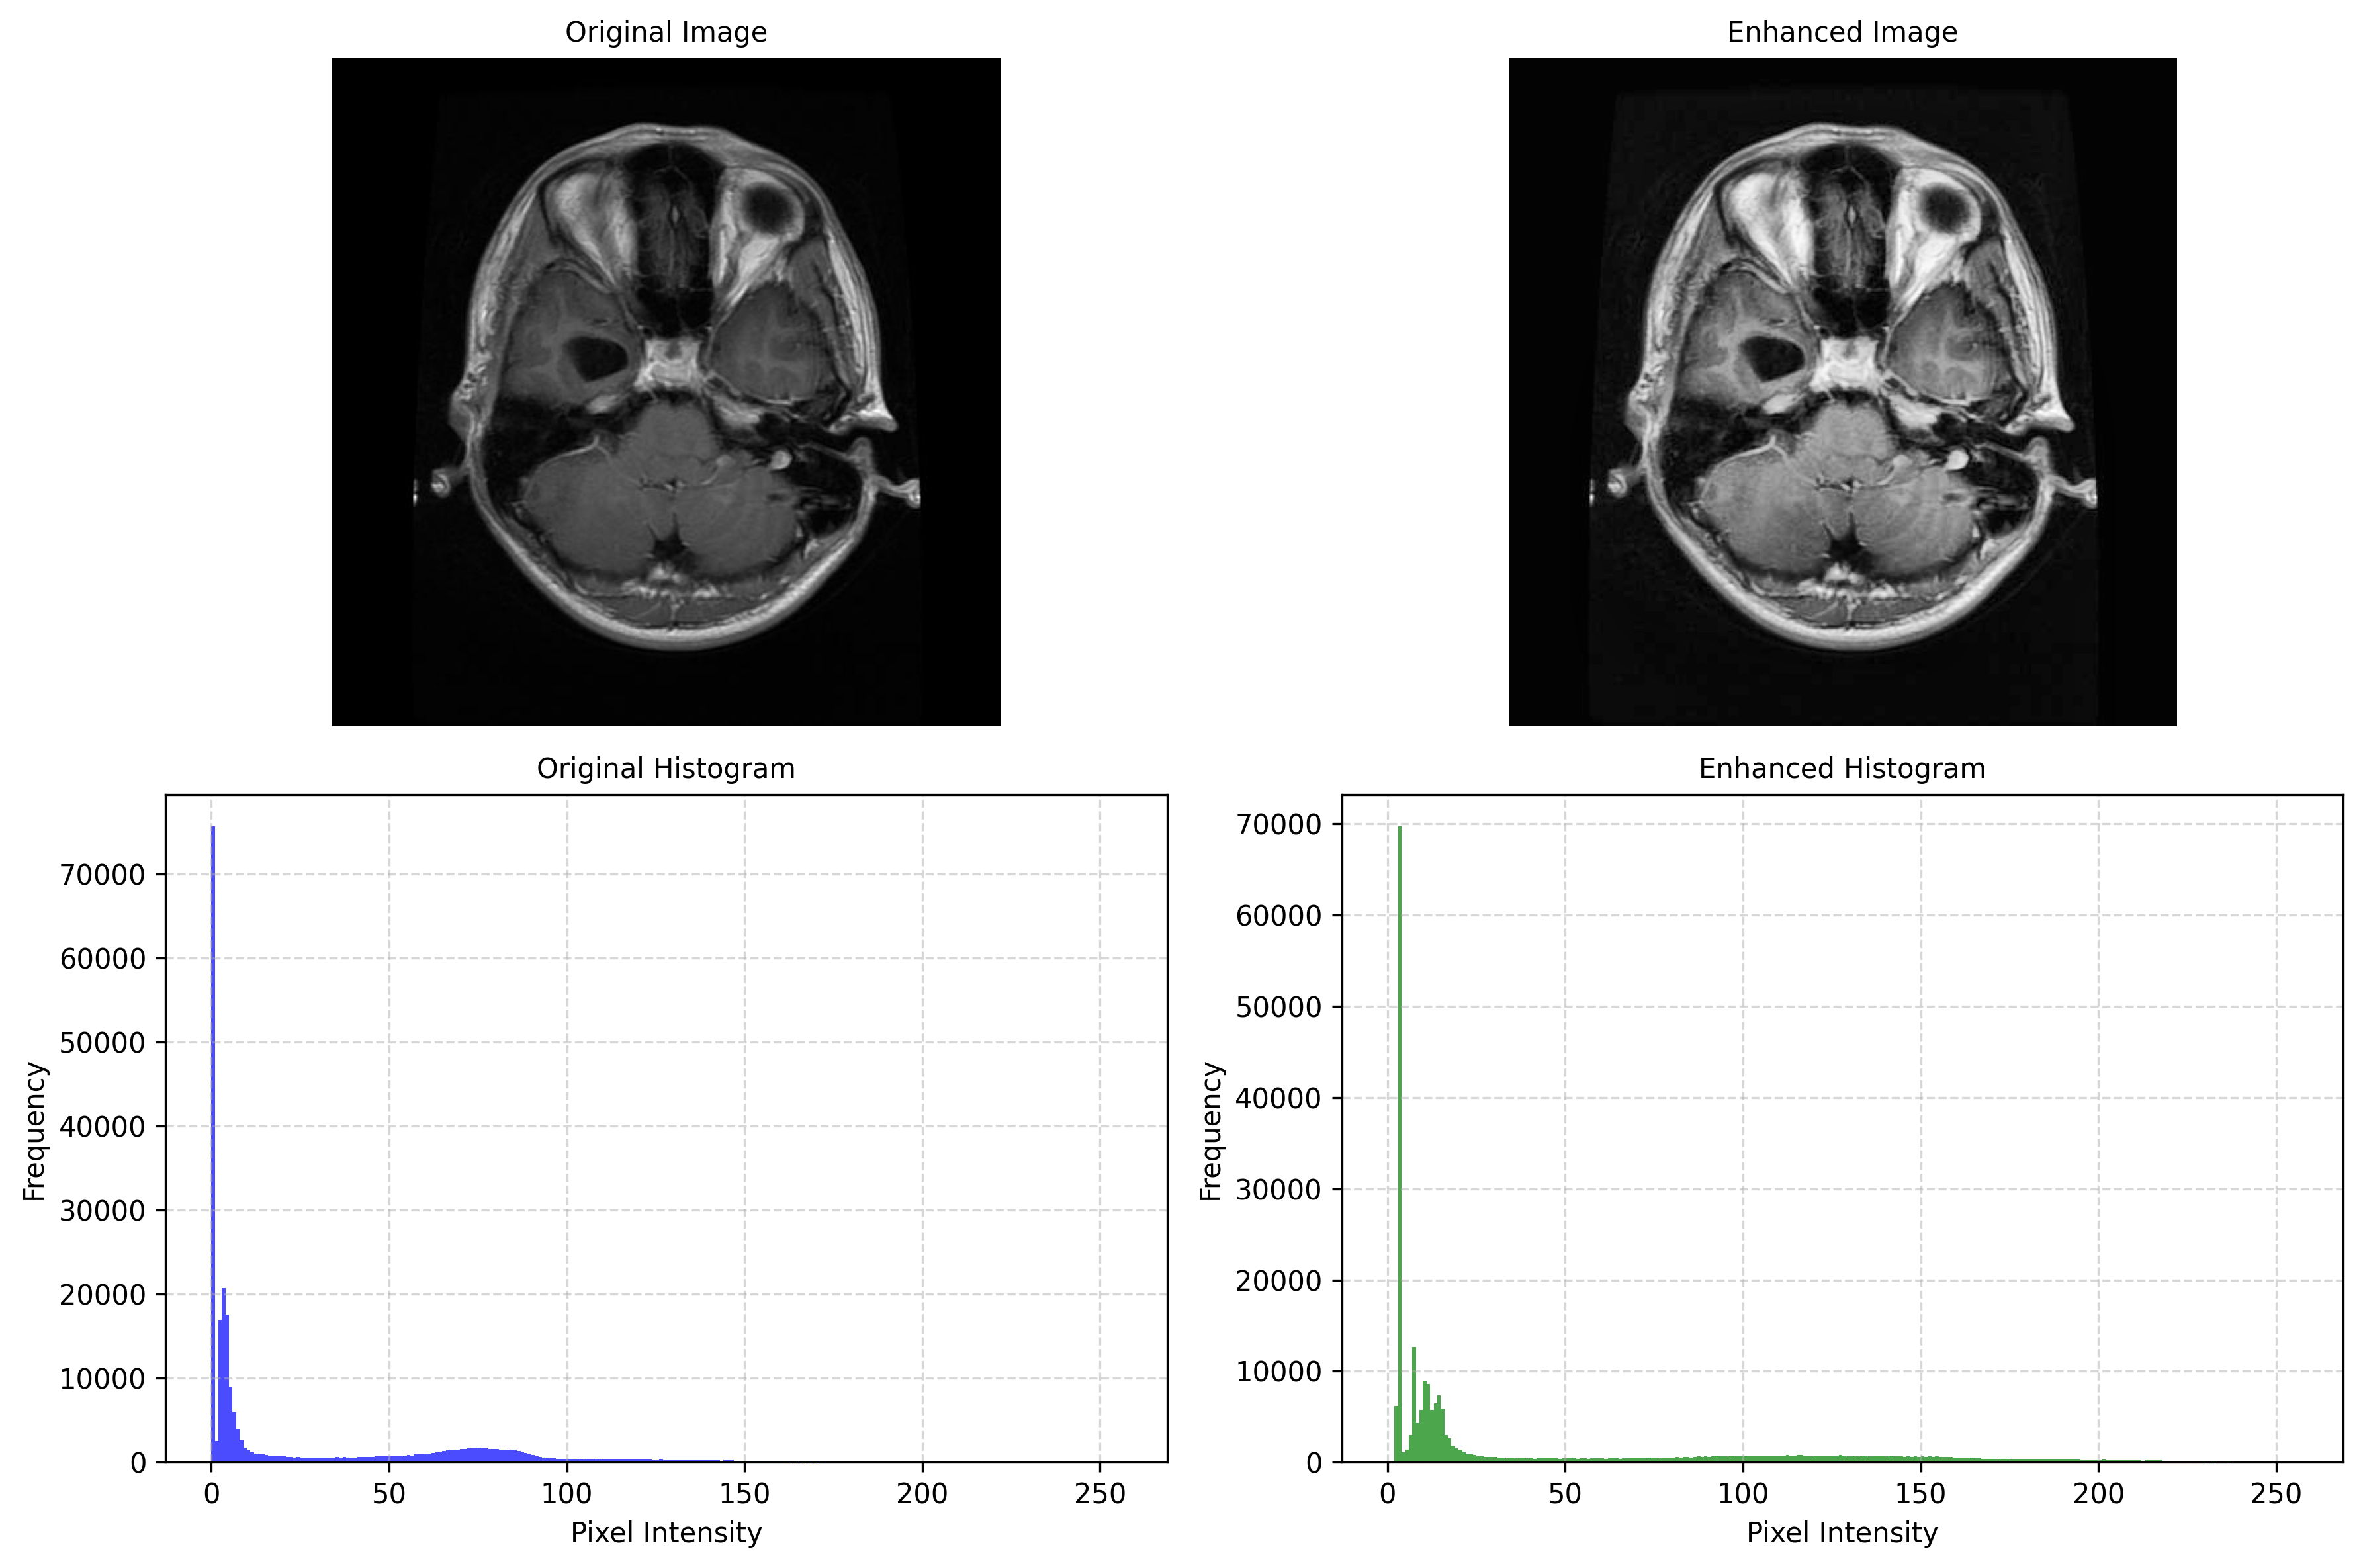 Original Image
Enhanced Image
Original Histogram
Enhanced Histogram
70000
60000
50000
40000
30000
20000
10000
0
Frequency
0 50 100 150 200 250
Pixel Intensity
70000
60000
50000
40000
30000
20000
10000
0
Frequency
0 50 100 150 200 250
Pixel Intensity